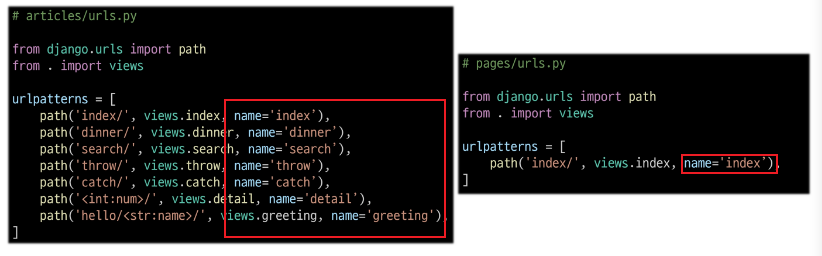 # articles/urls.py
from django.urls import path
from . import views
urlpatterns = [
path('index/', views.index, name='index'),
path('dinner/', views.dinner, name='dinner'),
path('search/', views.search, name='search'),
path('throw/', views.throw, name='throw'),
path('catch/', views.catch, name='catch'),
path('<int:num>/', views.detail, name='detail'),
path('hello/<str:name>/', views.greeting, name='greeting'),
]
# pages/urls.py
from django.urls import path
from . import views
urlpatterns = [
path('index/', views.index, name='index'),
]